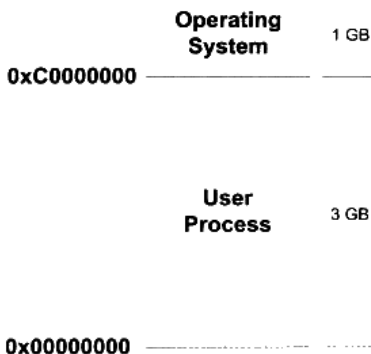 Operating
System
1 GB
0xC0000000
User
Process
3 GB
0x00000000